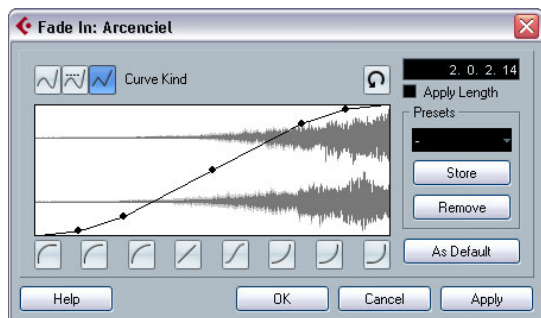 Fade In: Arcenciel
Curve Kind
2. 0. 2. 14
Apply Length
Presets
-
Store
Remove
As Default
Help
OK
Cancel
Apply